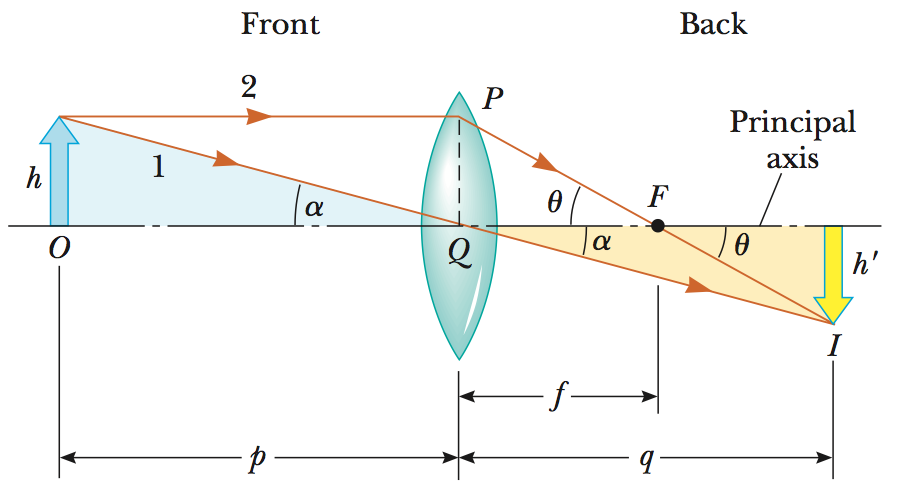 Front
Back
2
P
Principal
axis
h
1
α
θ
F
O
Q
α
θ
h′
I
f
p
q